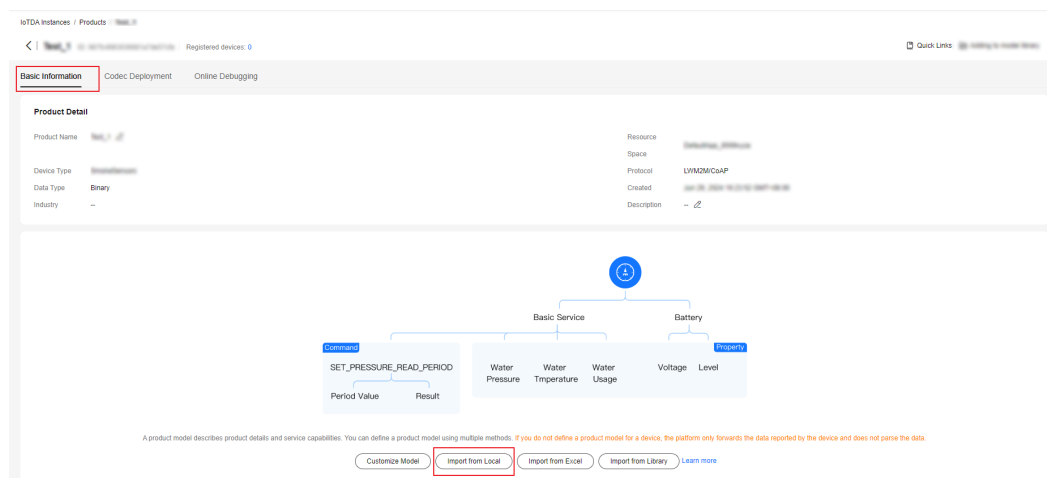 IoTDA Instances / Products /
Registered devices: 0
Quick Links
Basic Information Codec Deployment Online Debugging
Product Detail
Product Name
Resource Space
Device Type
Protocol LWM2M/CoAP
Data Type Binary
Created
Industry --
Description --
Basic Service Battery
Command
Property
SET_PRESSURE_READ_PERIOD
Period Value Result
Water Pressure
Water Tmperature
Water Usage
Voltage Level
A product model describes product details and service capabilities. You can define a product model using multiple methods. If you do not define a product model for a device, the platform only forwards the data reported by the device and does not parse the data
Customize Model Import from Local Import from Excel Import from Library Learn more